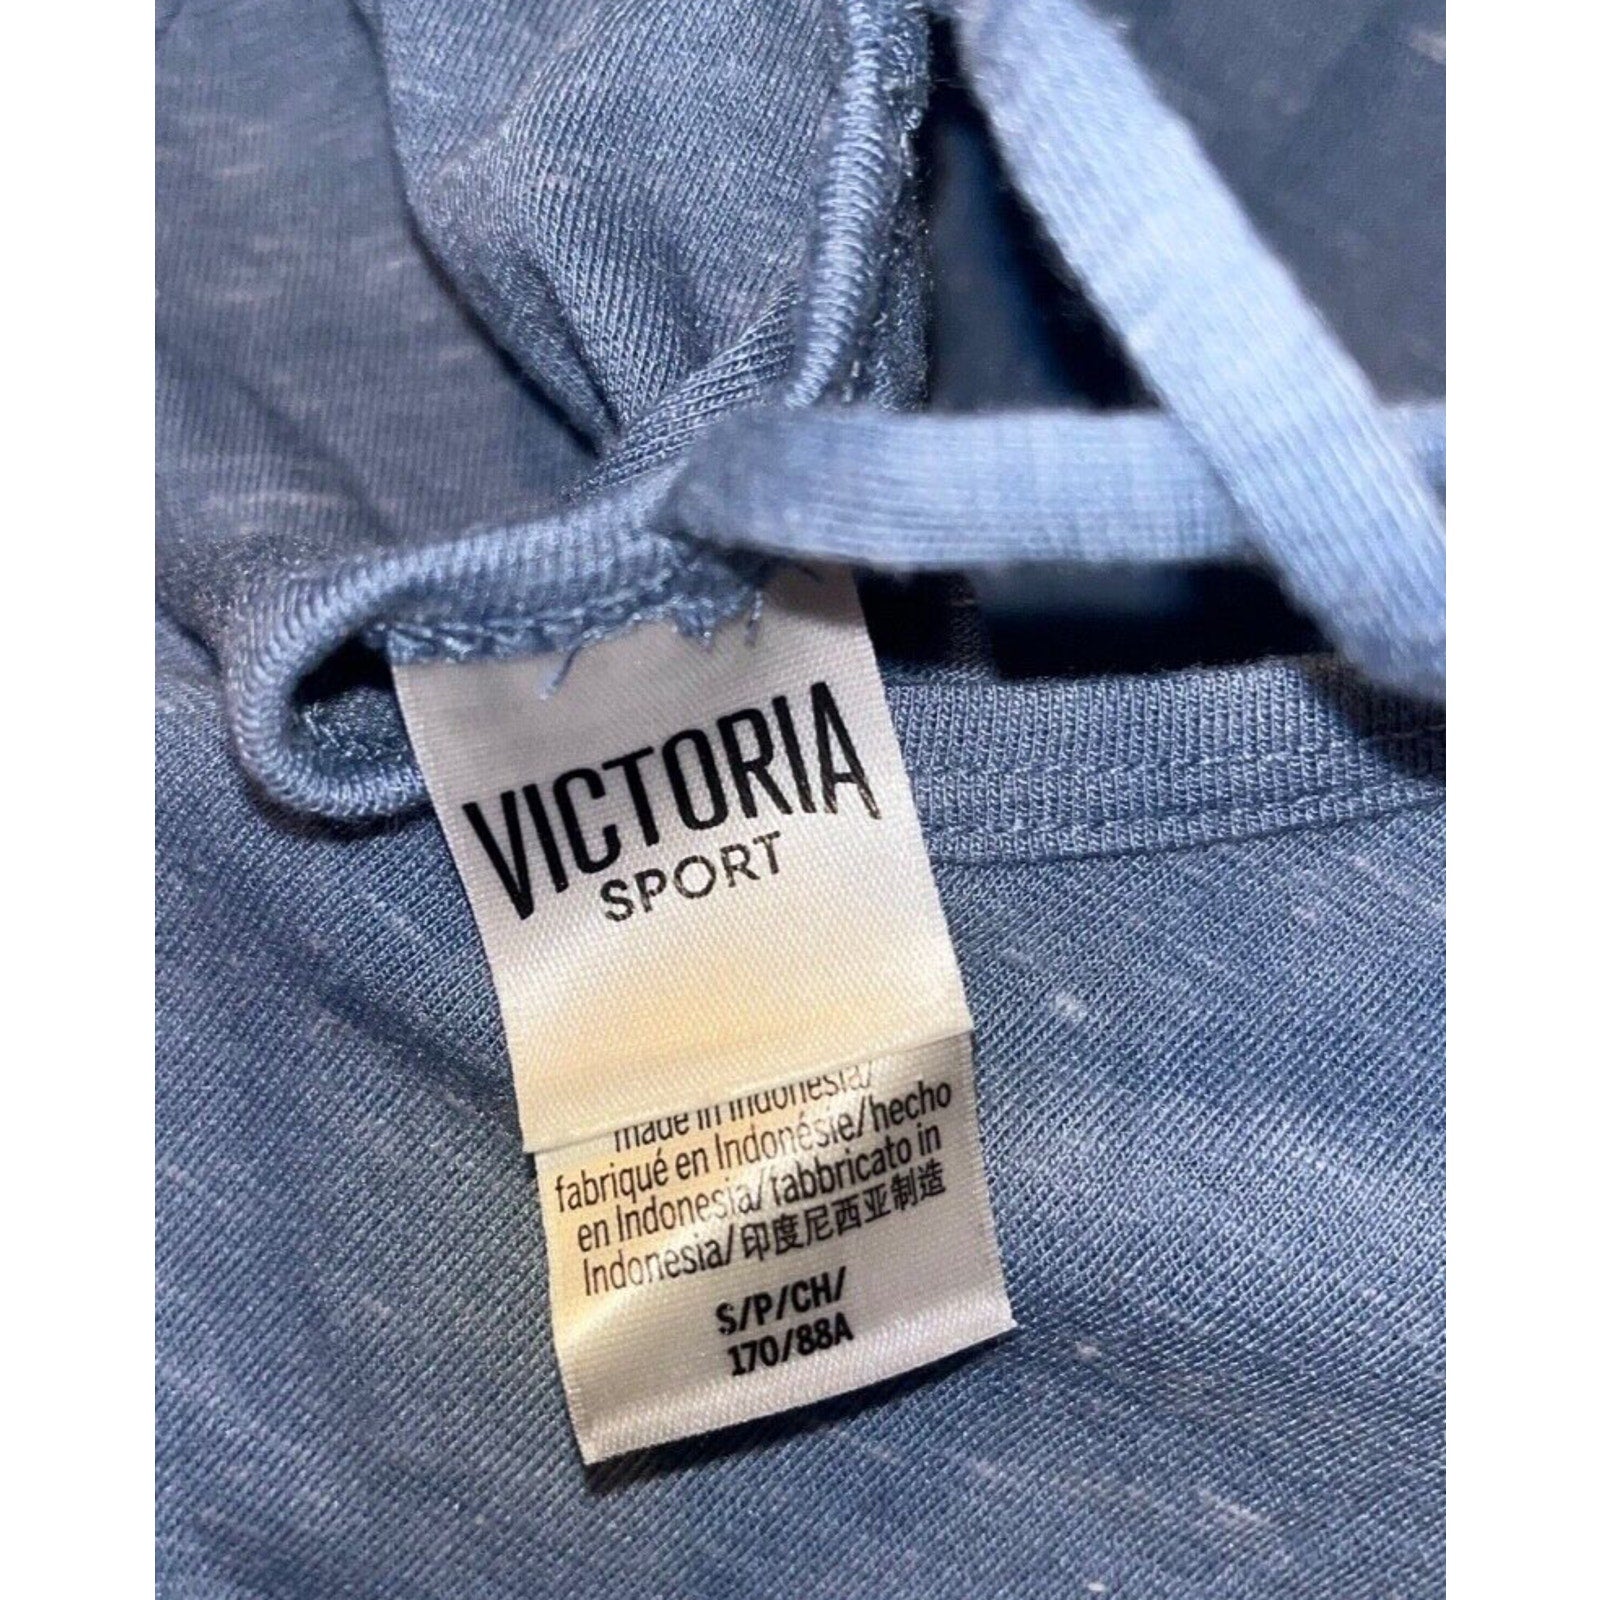 VICTORIA
SPORT
made in Indonesia/
fabriqué en Indonésie/hecho
en Indonesia/fabbricato in
Indonesia/印度尼西亚制造
S/P/CH/
170/88A